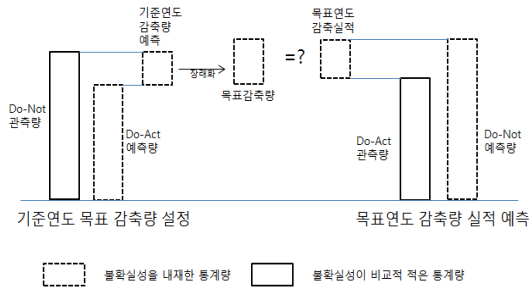 기준연도
감축량
예측
목표연도
감축실적
=?
장래화
목표감축량
Do-Not
관측량
Do-Act
예측량
Do-Act
관측량
Do-Not
예측량
기준연도 목표 감축량 설정
목표연도 감축량 실적 예측
불확실성을 내재한 통계량
불확실성이 비교적 적은 통계량